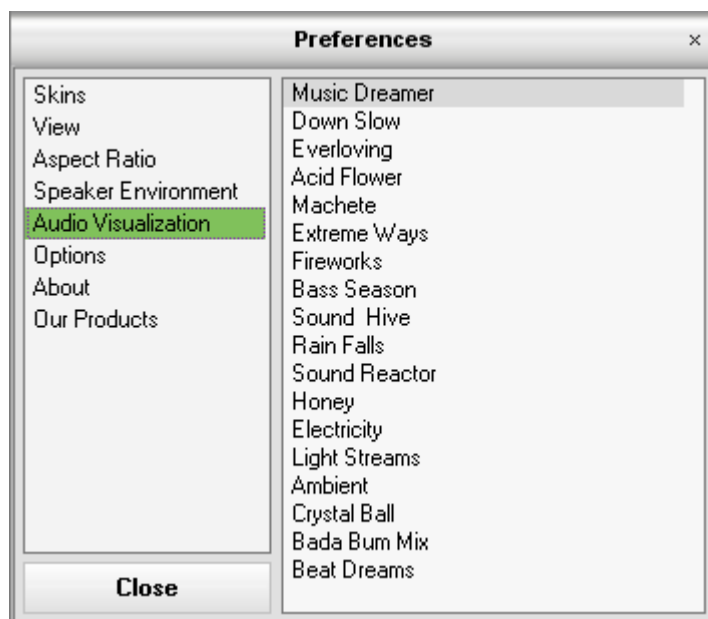 Preferences
×
Skins
View
Aspect Ratio
Speaker Environment
Audio Visualization
Options
About
Our Products
Close
Music Dreamer
Down Slow
Everloving
Acid Flower
Machete
Extreme Ways
Fireworks
Bass Season
Sound  Hive
Rain Falls
Sound Reactor
Honey
Electricity
Light Streams
Ambient
Crystal Ball
Bada Bum Mix
Beat Dreams